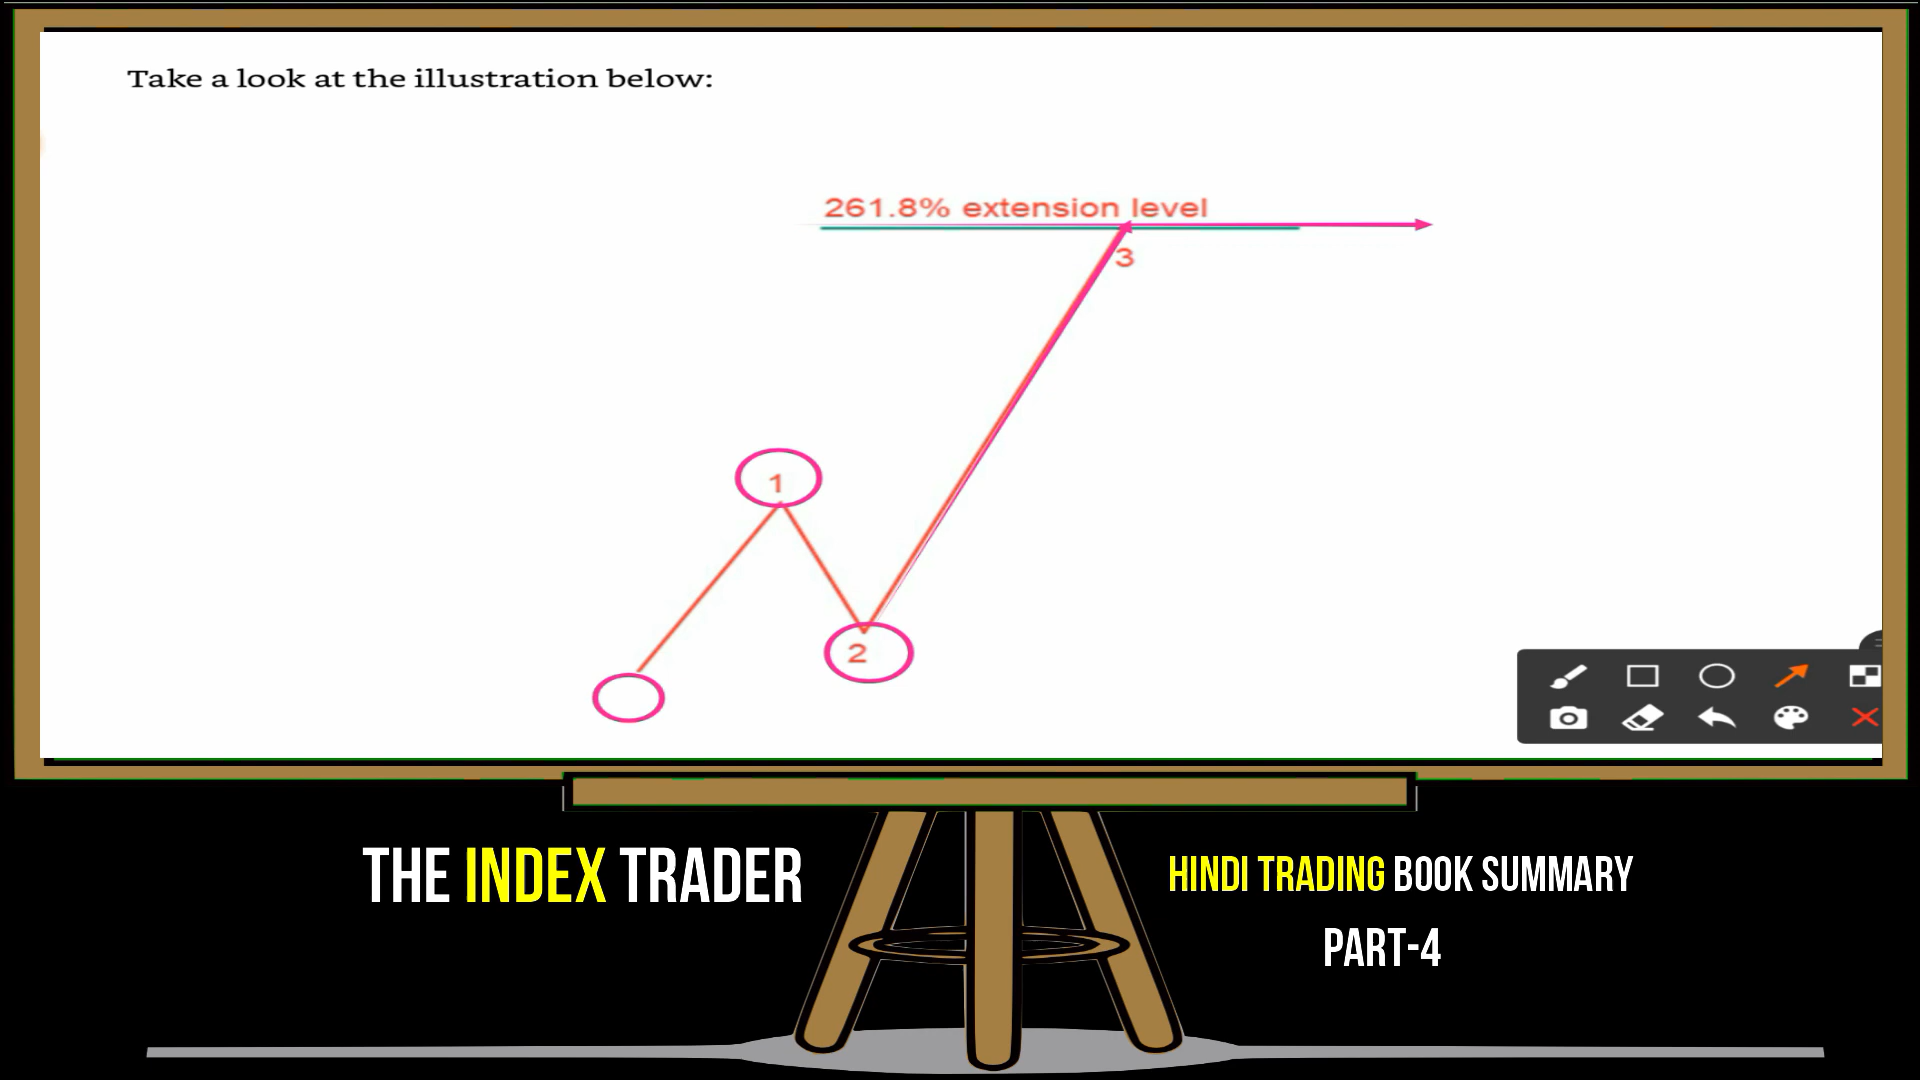 Take a look at the illustration below:
261.8% extension level
3
1
2
THE INDEX TRADER
HINDI TRADING BOOK SUMMARY
PART-4